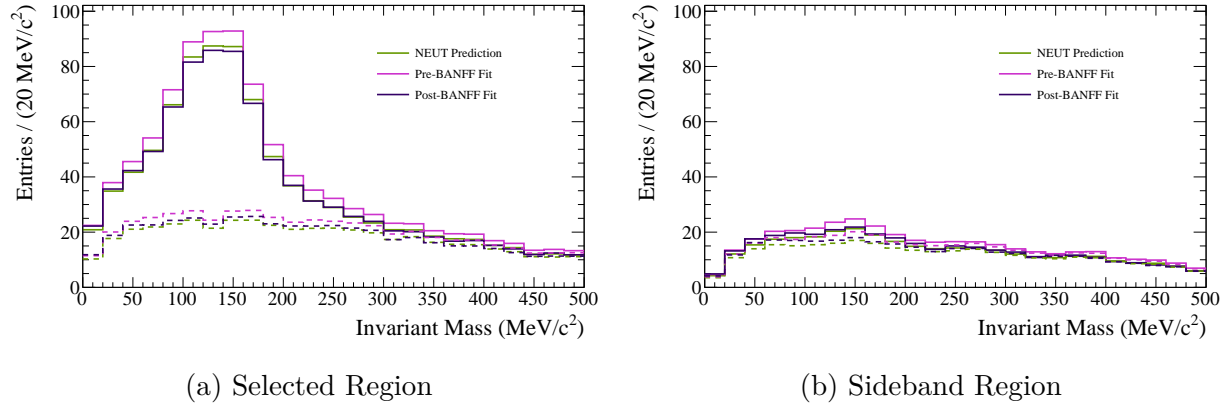 Entries / (20 MeV/c²)
100
80
60
40
20
0
NEUT Prediction
Pre-BANFF Fit
Post-BANFF Fit
0 50 100 150 200 250 300 350 400 450 500
Invariant Mass (MeV/c²)
(a) Selected Region
Entries / (20 MeV/c²)
100
80
60
40
20
0
NEUT Prediction
Pre-BANFF Fit
Post-BANFF Fit
0 50 100 150 200 250 300 350 400 450 500
Invariant Mass (MeV/c²)
(b) Sideband Region